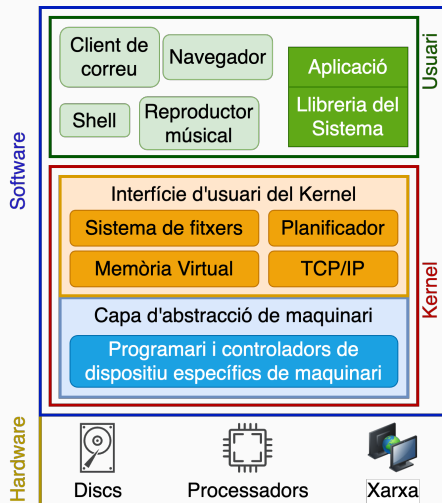 Client de
correu
Navegador
Aplicació
Shell
Reproductor
músical
Llibreria del
Sistema
Usuari
Software
Interfície d'usuari del Kernel
Sistema de fitxers
Planificador
Memòria Virtual
TCP/IP
Kernel
Capa d'abstracció de maquinari
Programari i controladors de
dispositiu específics de maquinari
Hardware
Discs
Processadors
Xarxa